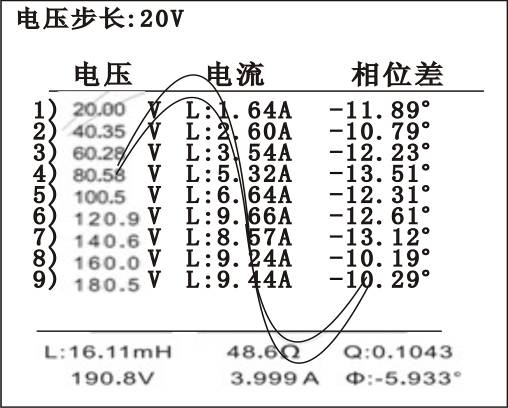 电压步长:20V
电压 电流 相位差
1) 20.00 V L:1.64A -11.89°
2) 40.35 V L:2.60A -10.79°
3) 60.28 V L:3.54A -12.23°
4) 80.58 V L:5.32A -13.51°
5) 100.5 V L:6.64A -12.31°
6) 120.9 V L:9.66A -12.61°
7) 140.6 V L:8.57A -13.12°
8) 160.0 V L:9.24A -10.19°
9) 180.5 V L:9.44A -10.29°
L:16.11mH 48.6Ω Q:0.1043
190.8V 3.999A Φ:-5.933°